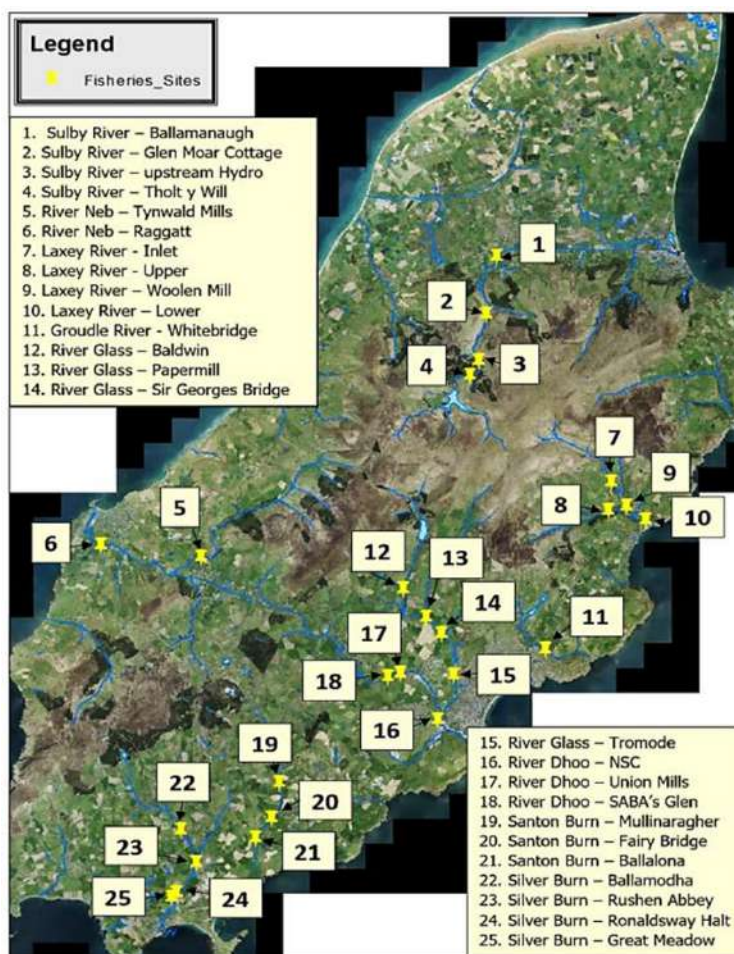 Legend
Fisheries_Sites
1. Sulby River – Ballamanaugh
2. Sulby River – Glen Moar Cottage
3. Sulby River – upstream Hydro
4. Sulby River – Tholt y Will
5 River Neb – Tynwald Mills
6. River Neb – Raggatt
7. Laxey River - Inlet
8. Laxey River - Upper
9. Laxey River – Woolen Mill
10. Laxey River – Lower
11. Groudle River - Whitebridge
12. River Glass – Baldwin
13. River Glass – Papermill
14. River Glass – Sir Georges Bridge
1
2
3
4
7
9
8
10
5
6
12
13
14
11
17
18
15
16
19
20
22
21
23
25
24
15. River Glass – Tromode
16. River Dhoo – NSC
17. River Dhoo – Union Mills
18. River Dhoo – SABA's Glen
19. Santon Burn – Mullinaragher
20. Santon Burn – Fairy Bridge
21. Santon Burn – Ballalona
22. Silver Burn – Ballamodha
23. Silver Burn – Rushen Abbey
24. Silver Burn – Ronaldsway Halt
25. Silver Burn – Great Meadow